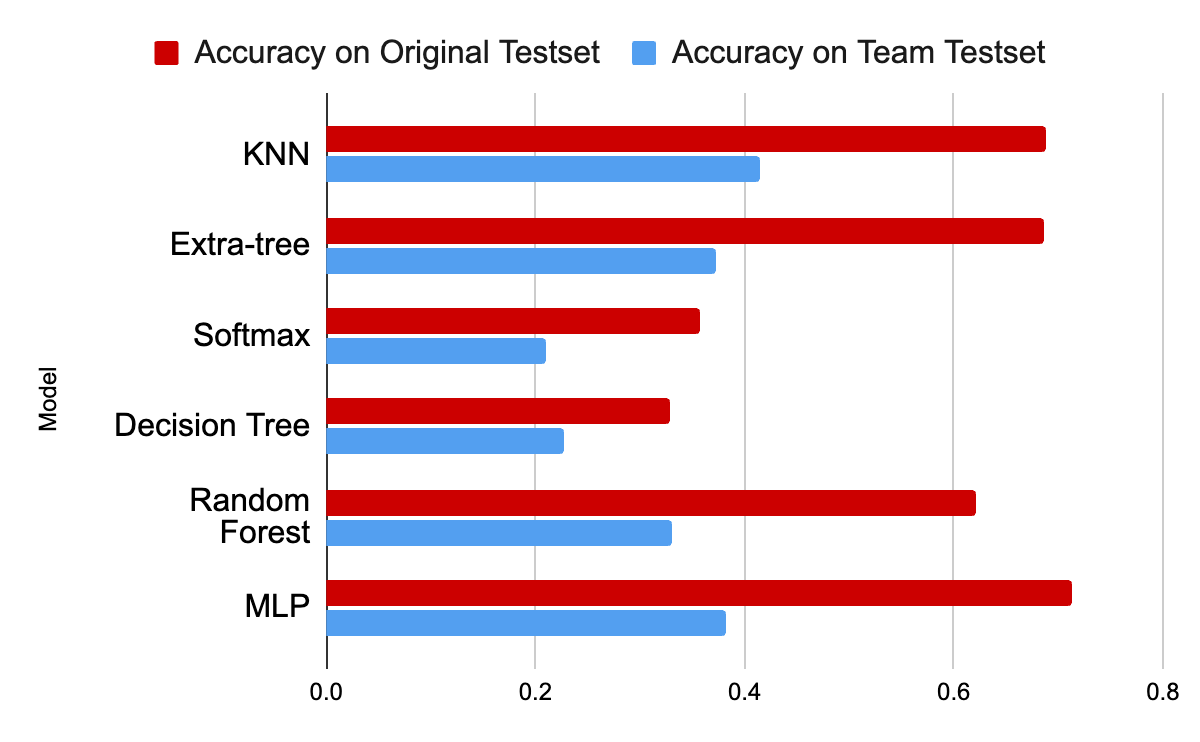 Accuracy on Original Testset
Accuracy on Team Testset
Model
KNN
Extra-tree
Softmax
Decision Tree
Random
Forest
MLP
0.0
0.2
0.4
0.6
0.8